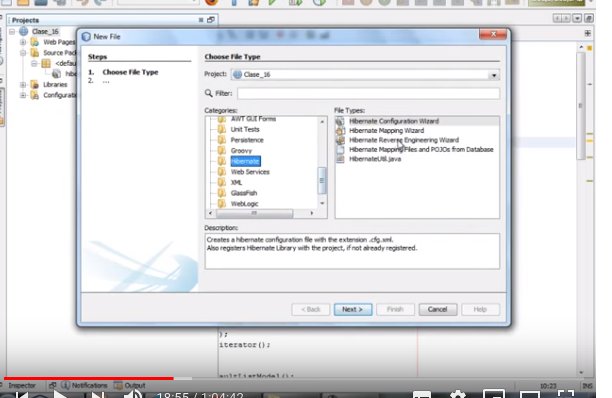 Projects
Clase_16
Web Pages
Source Pac
<defau
hibe
Libraries
Configuratio
New File
Steps
1. Choose File Type
2. ...
Choose File Type
Project: Clase_16
Filter:
Categories:
AWT GUI Forms
Unit Tests
Persistence
Groovy
Hibernate
Web Services
XML
GlassFish
WebLogic
File Types:
Hibernate Configuration Wizard
Hibernate Mapping Wizard
Hibernate Reverse Engineering Wizard
Hibernate Mapping Files and POJOs from Database
HibernateUtil.java
Description:
Creates a hibernate configuration file with the extension .cfg.xml.
Also registers Hibernate Library with the project, if not already registered.
< Back
Next >
Finish
Cancel
Help
);
iterator();
aultListModel();
Inspector
Notifications
Output
10:23
INS
18:55 / 1:04:42